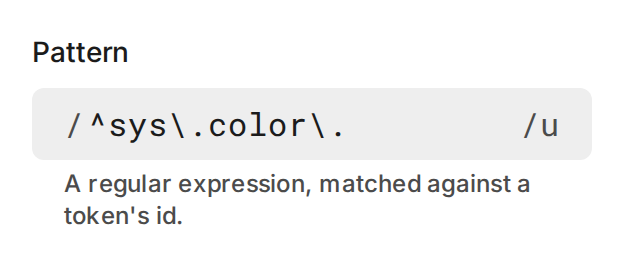 Pattern
/^sys\.color\. /u
A regular expression, matched against a
token's id.